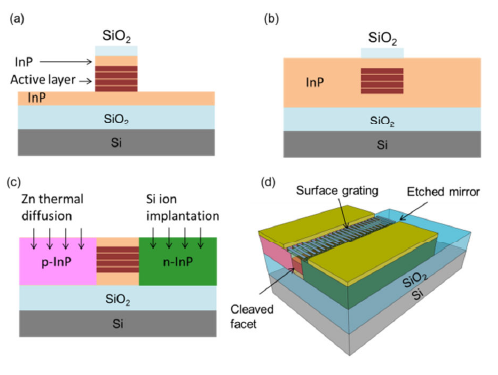 (a)
SiO2
InP
Active layer
InP
SiO2
Si
(b)
SiO2
InP
SiO2
Si
(c)
Zn thermal
diffusion
Si ion
implantation
p-InP
n-InP
SiO2
Si
(d)
Surface grating
Etched mirror
Cleaved
facet
SiO2
Si